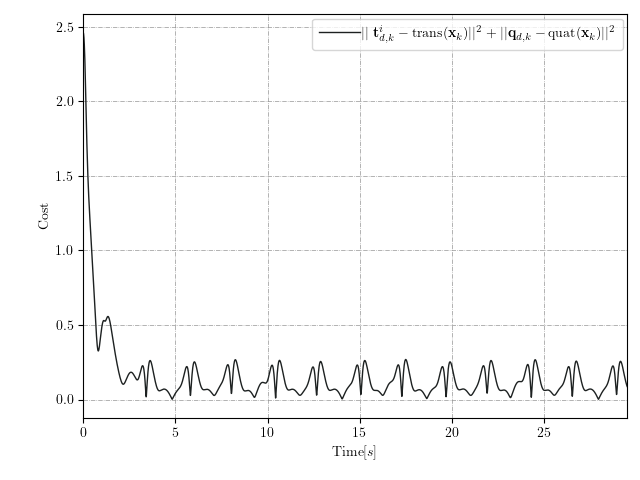 || t^i_{d,k} − trans(x_k)||^2 + ||q_{d,k} − quat(x_k)||^2
2.5
2.0
1.5
1.0
0.5
0.0
Cost
0 5 10 15 20 25
Time[s]